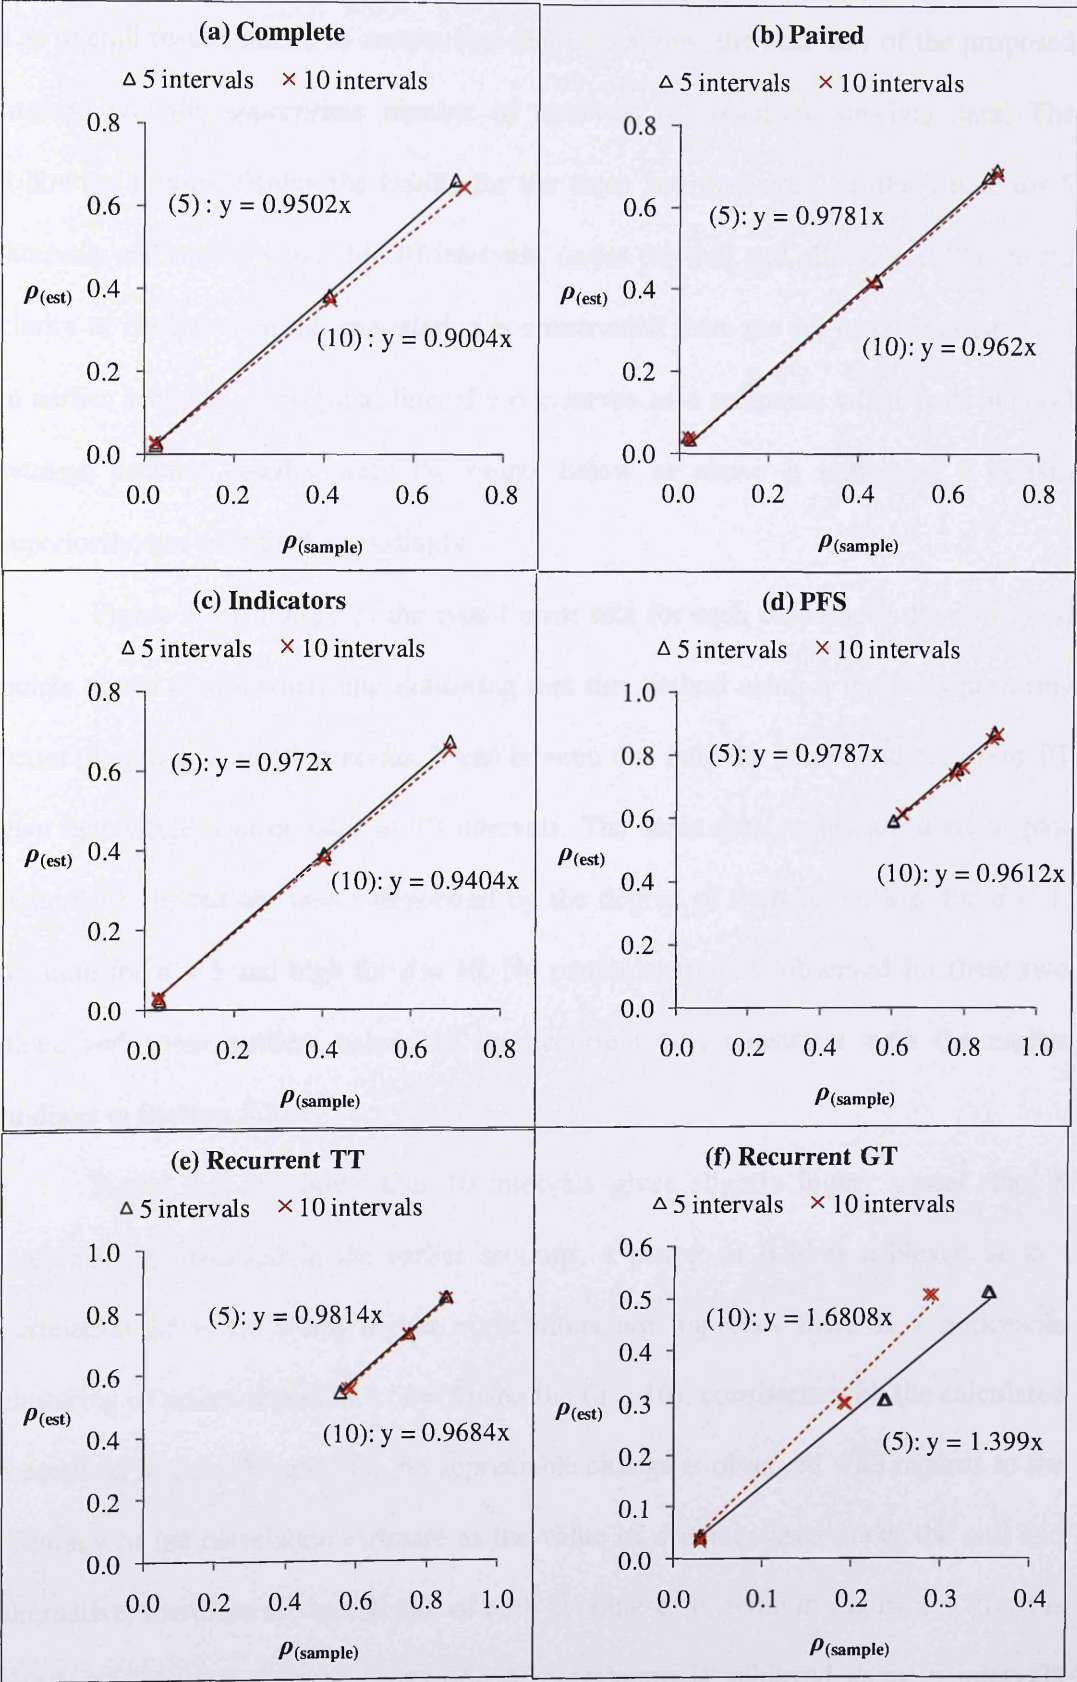 (a) Complete
△ 5 intervals × 10 intervals
0.8
0.6
0.4
0.2
0.0
ρ(est)
(5) : y = 0.9502x
(10) : y = 0.9004x
0.0 0.2 0.4 0.6 0.8
ρ(sample)
(b) Paired
△ 5 intervals × 10 intervals
0.8
0.6
0.4
0.2
0.0
ρ(est)
(5): y = 0.9781x
(10): y = 0.962x
0.0 0.2 0.4 0.6 0.8
ρ(sample)
(c) Indicators
△ 5 intervals × 10 intervals
0.8
0.6
0.4
0.2
0.0
ρ(est)
(5): y = 0.972x
(10): y = 0.9404x
0.0 0.2 0.4 0.6 0.8
ρ(sample)
(d) PFS
△ 5 intervals × 10 intervals
1.0
0.8
0.6
0.4
0.2
0.0
ρ(est)
(5): y = 0.9787x
(10): y = 0.9612x
0.0 0.2 0.4 0.6 0.8 1.0
ρ(sample)
(e) Recurrent TT
△ 5 intervals × 10 intervals
1.0
0.8
0.6
0.4
0.2
0.0
ρ(est)
(5): y = 0.9814x
(10): y = 0.9684x
0.0 0.2 0.4 0.6 0.8 1.0
ρ(sample)
(f) Recurrent GT
△ 5 intervals × 10 intervals
0.6
0.5
0.4
0.3
0.2
0.1
0.0
ρ(est)
(10): y = 1.6808x
(5): y = 1.399x
0.0 0.1 0.2 0.3 0.4
ρ(sample)